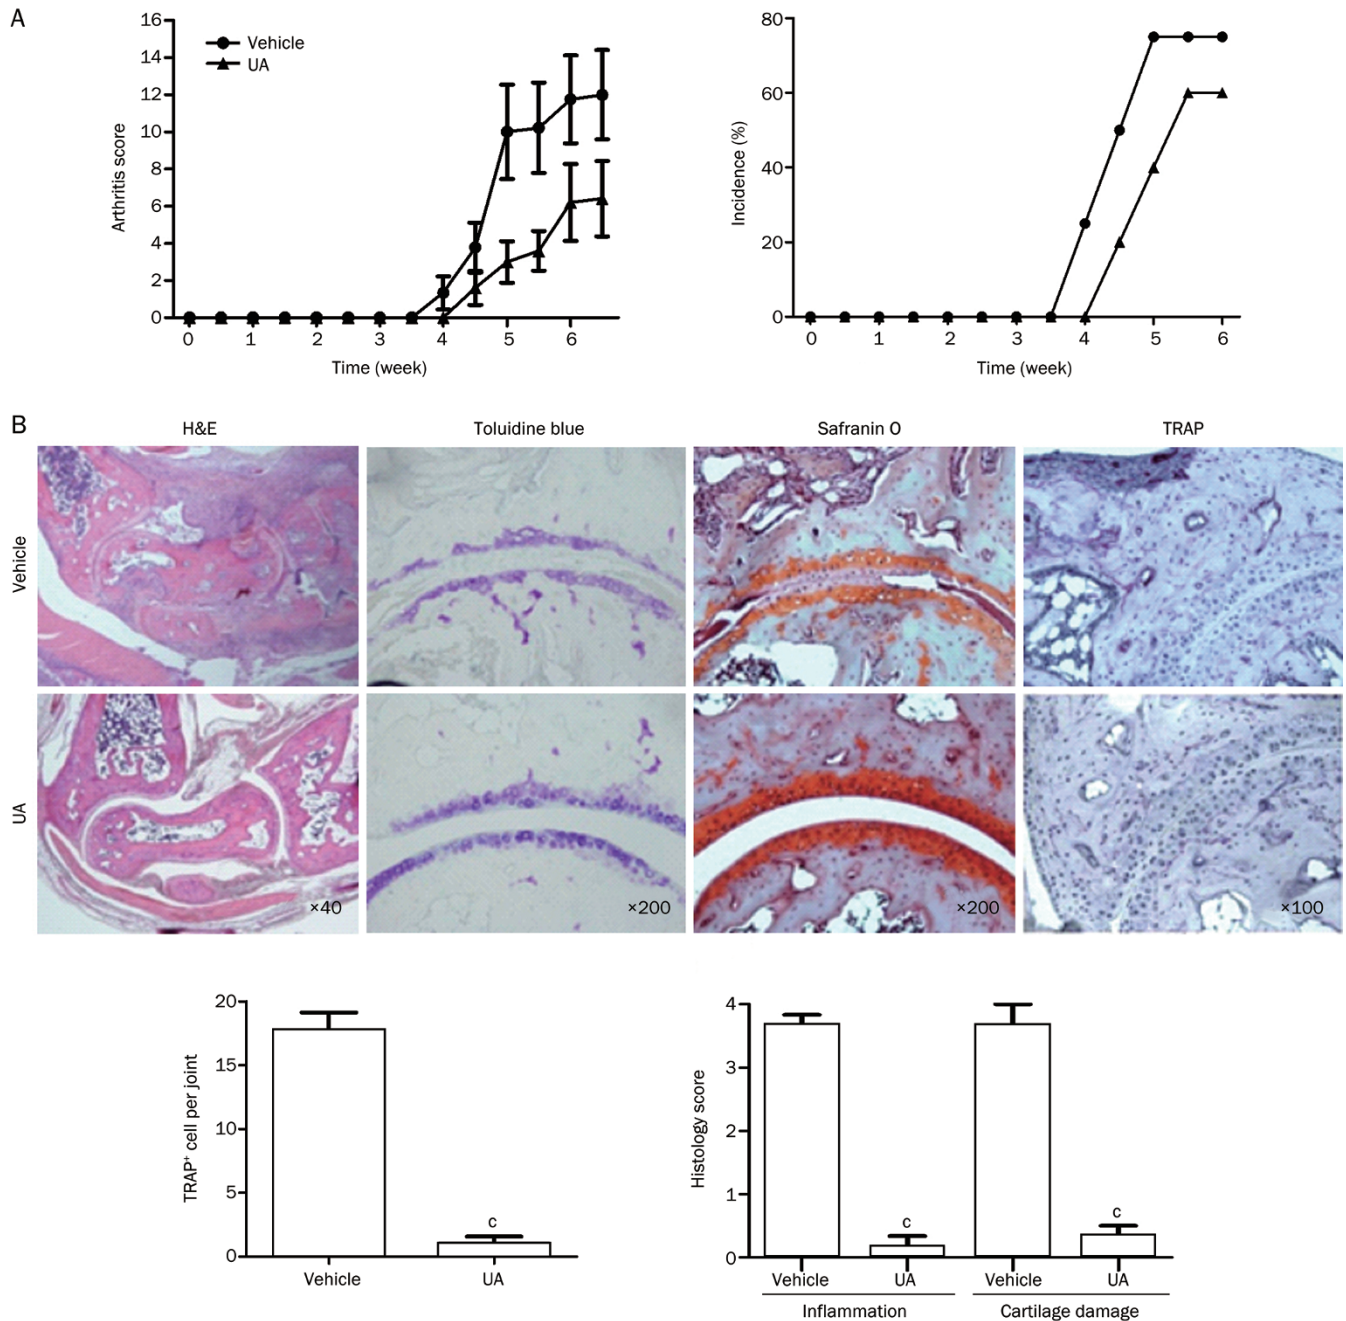 A
Vehicle
UA
Arthritis score
16
14
12
10
8
6
4
2
0
0 1 2 3 4 5 6
Time (week)
Incidence (%)
80
60
40
20
0
0 1 2 3 4 5 6
Time (week)
B
H&E Toluidine blue Safranin O TRAP
Vehicle
UA
×40 ×200 ×200 ×100
TRAP+ cell per joint
20
15
10
5
0
c
Vehicle UA
Histology score
4
3
2
1
0
c c
Vehicle UA Vehicle UA
Inflammation Cartilage damage